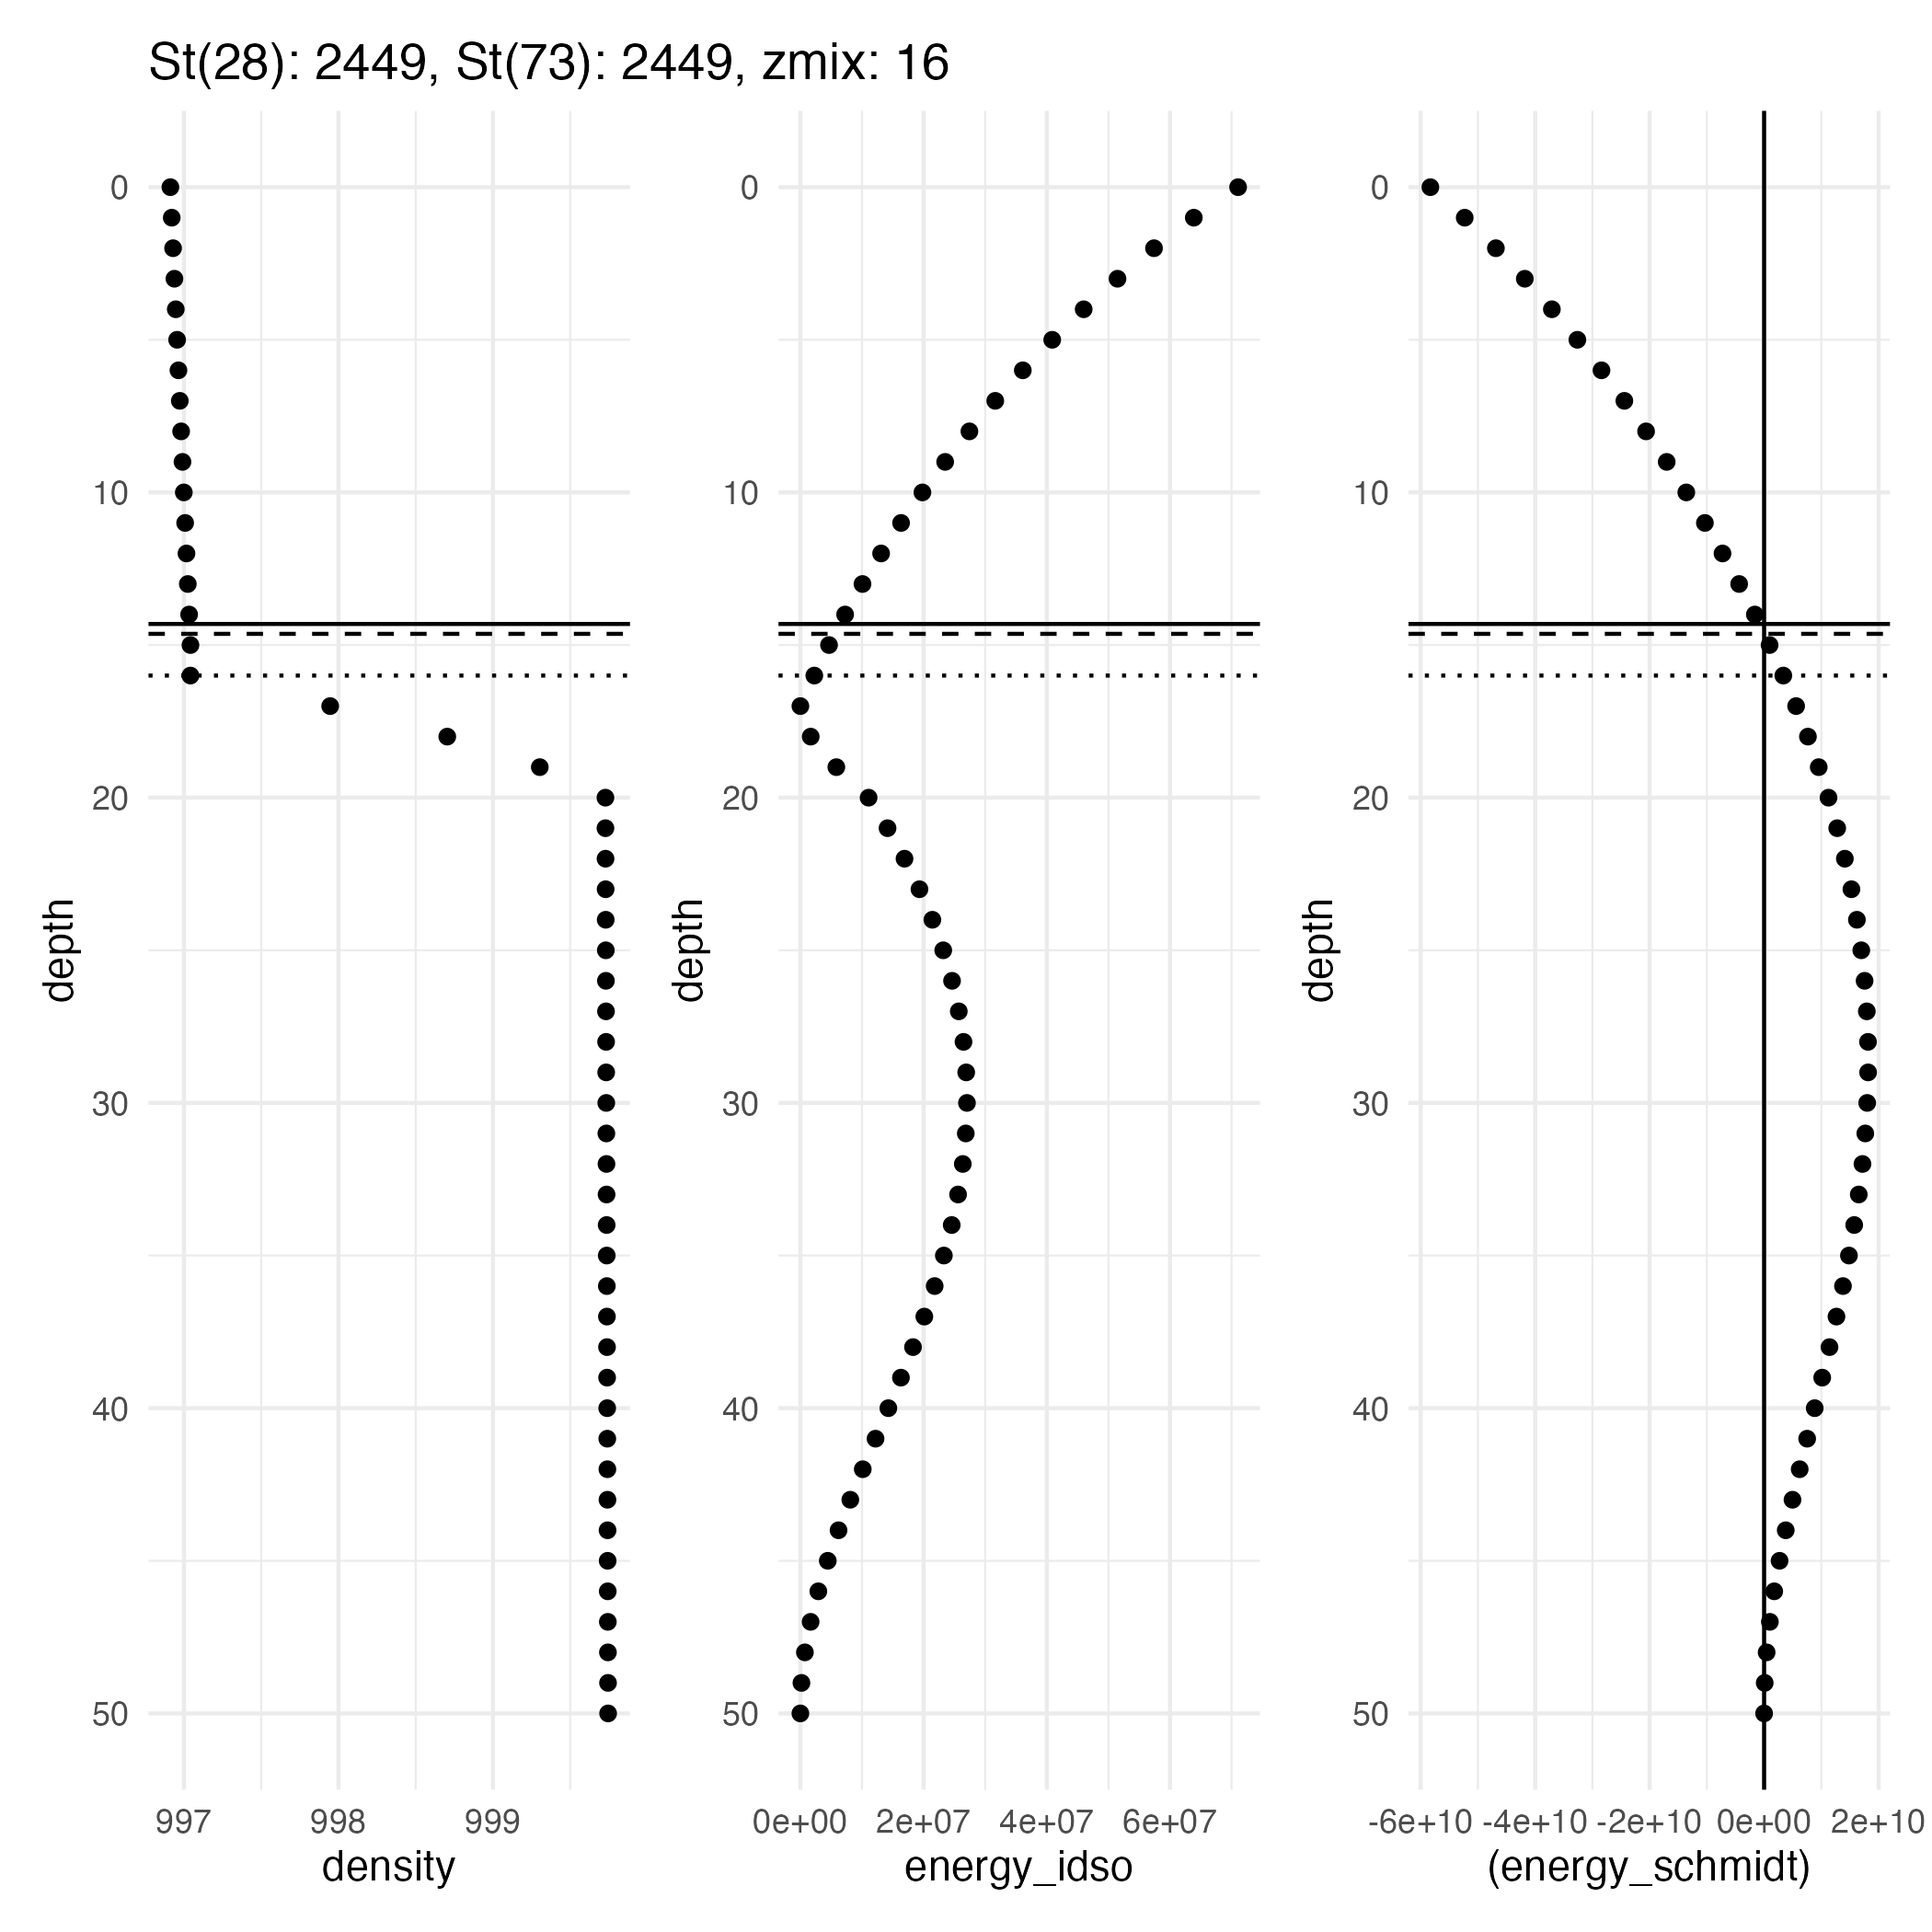 St(28): 2449, St(73): 2449, zmix: 16
0
10
20
30
40
50
depth
997
998
999
density
0
10
20
30
40
50
depth
0e+00
2e+07
4e+07
6e+07
energy_idso
0
10
20
30
40
50
depth
-6e+10
-4e+10
-2e+10
0e+00
2e+10
(energy_schmidt)